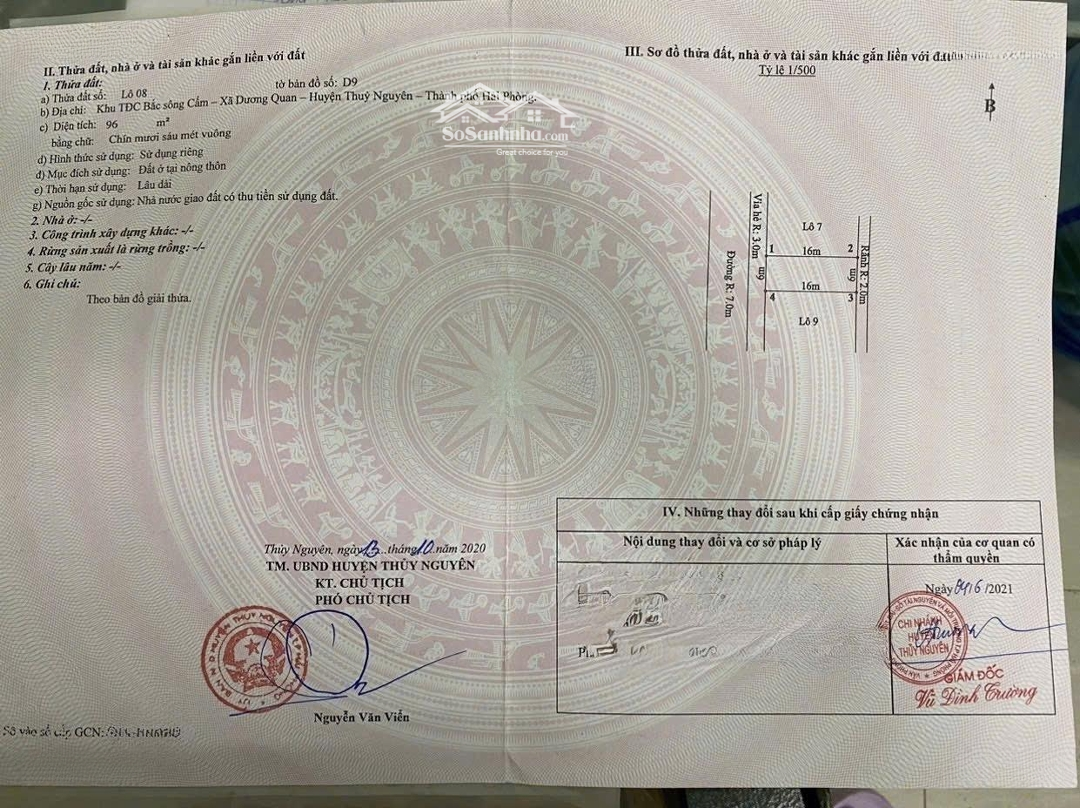 II. Thửa đất, nhà ở và tài sản khác gắn liền với đất
1. Thửa đất:
a) Thửa đất số: Lô 08 tờ bản đồ số: D9
b) Địa chỉ: Khu TĐC Bắc sông Cấm – Xã Dương Quan – Huyện Thuỷ Nguyên – Thành phố Hải Phòng.
c) Diện tích: 96 m²
bằng chữ: Chín mươi sáu mét vuông
d) Hình thức sử dụng: Sử dụng riêng
đ) Mục đích sử dụng: Đất ở tại nông thôn
e) Thời hạn sử dụng: Lâu dài
g) Nguồn gốc sử dụng: Nhà nước giao đất có thu tiền sử dụng đất.
2. Nhà ở: -/-
3. Công trình xây dựng khác: -/-
4. Rừng sản xuất là rừng trồng: -/-
5. Cây lâu năm: -/-
6. Ghi chú:
Theo bản đồ giải thửa.
SoSanhnha.com
Great choice for you
Thủy Nguyên, ngày 13 tháng 10 năm 2020
TM. UBND HUYỆN THỦY NGUYÊN
KT. CHỦ TỊCH
PHÓ CHỦ TỊCH
Nguyễn Văn Viển
Số vào sổ cấp GCN:
III. Sơ đồ thửa đất, nhà ở và tài sản khác gắn liền với đất
Tỷ lệ 1/500
B
Lô 7
1
16m
2
Vỉa hè R: 3.0m
Đường R: 7.0m
6m
6m
Rãnh R: 2.0m
16m
4
3
Lô 9
IV. Những thay đổi sau khi cấp giấy chứng nhận
Nội dung thay đổi và cơ sở pháp lý
Xác nhận của cơ quan có
thẩm quyền
Ngày 04/6/2021
CHI NHÁNH
HUYỆN
THỦY NGUYÊN
GIÁM ĐỐC
Vũ Đình Trường